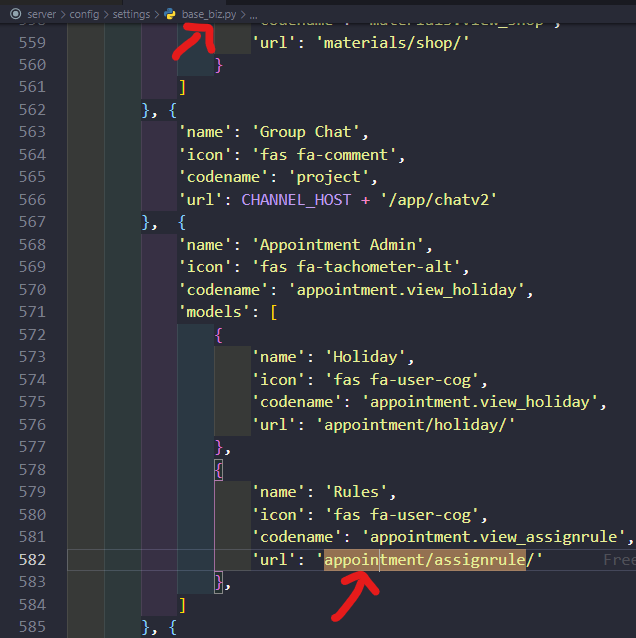 server > config > settings > base_biz.py > ...
559 'url': 'materials/shop/'
560 }
561 ]
562 }, {
563 'name': 'Group Chat',
564 'icon': 'fas fa-comment',
565 'codename': 'project',
566 'url': CHANNEL_HOST + '/app/chatv2'
567 }, {
568 'name': 'Appointment Admin',
569 'icon': 'fas fa-tachometer-alt',
570 'codename': 'appointment.view_holiday',
571 'models': [
572 {
573 'name': 'Holiday',
574 'icon': 'fas fa-user-cog',
575 'codename': 'appointment.view_holiday',
576 'url': 'appointment/holiday/'
577 },
578 {
579 'name': 'Rules',
580 'icon': 'fas fa-user-cog',
581 'codename': 'appointment.view_assignrule',
582 'url': 'appointment/assignrule/' Free
583 },
584 ]
585 }, {